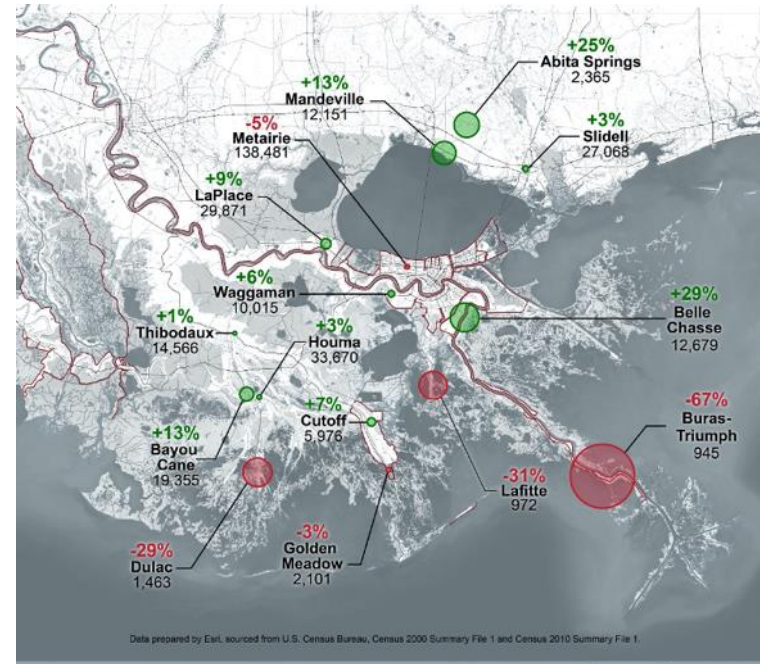 +25%
Abita Springs
2,365
+13%
Mandeville
12,151
-5%
Metairie
138,481
+3%
Slidell
27,068
+9%
LaPlace
29,871
+6%
Waggaman
10,015
+29%
Belle
Chasse
12,679
+1%
Thibodaux
14,566
+3%
Houma
33,670
+7%
Cutoff
5,976
-67%
Buras-
Triumph
945
+13%
Bayou
Cane
19,355
-31%
Lafitte
972
-29%
Dulac
1,463
-3%
Golden
Meadow
2,101
Data prepared by Esri, sourced from U.S. Census Bureau, Census 2000 Summary File 1 and Census 2010 Summary File 1.